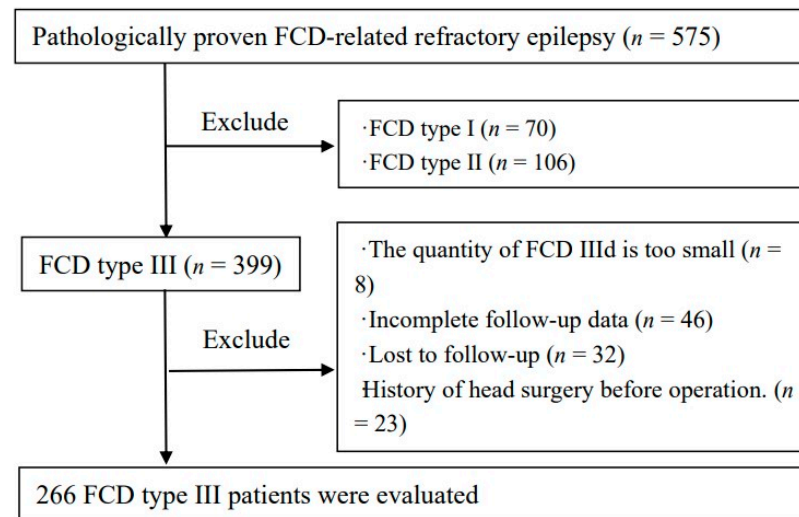 Pathologically proven FCD-related refractory epilepsy (n = 575)
Exclude
·FCD type I (n = 70)
·FCD type II (n = 106)
FCD type III (n = 399)
Exclude
·The quantity of FCD IIId is too small (n =
8)
·Incomplete follow-up data (n = 46)
·Lost to follow-up (n = 32)
History of head surgery before operation. (n
= 23)
266 FCD type III patients were evaluated